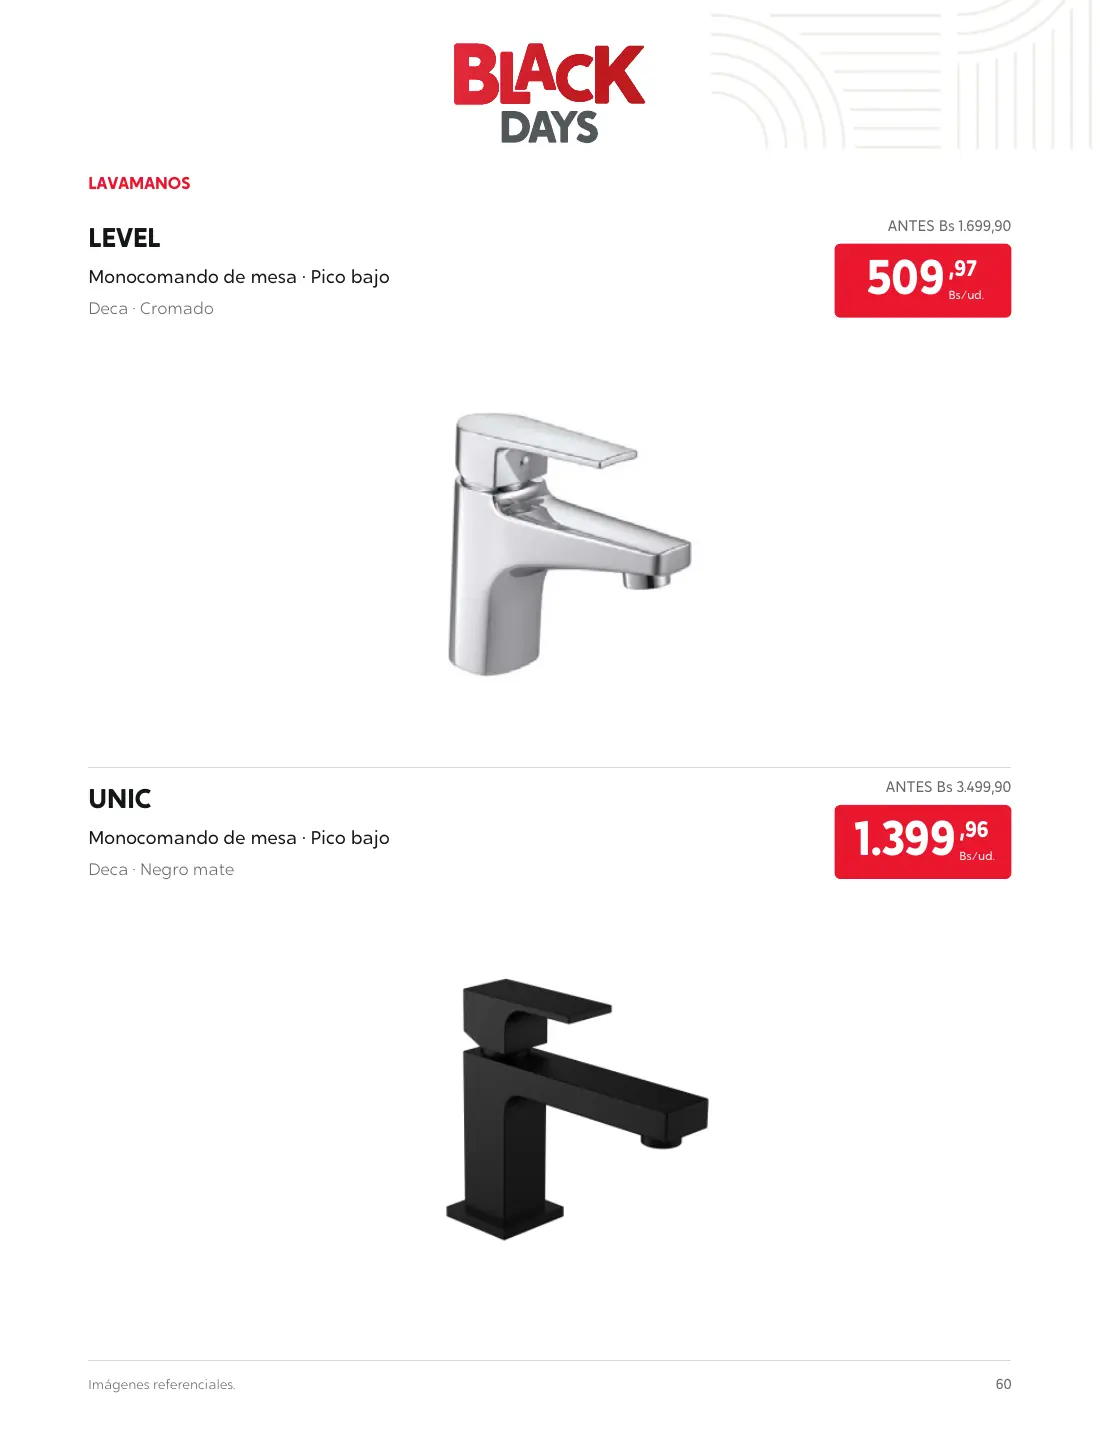 BLACK
DAYS
LAVAMANOS
LEVEL
Monocomando de mesa · Pico bajo
Deca · Cromado
ANTES Bs 1.699,90
509,97
Bs/ud.
UNIC
Monocomando de mesa · Pico bajo
Deca · Negro mate
ANTES Bs 3.499,90
1.399,96
Bs/ud.
Imágenes referenciales.
60